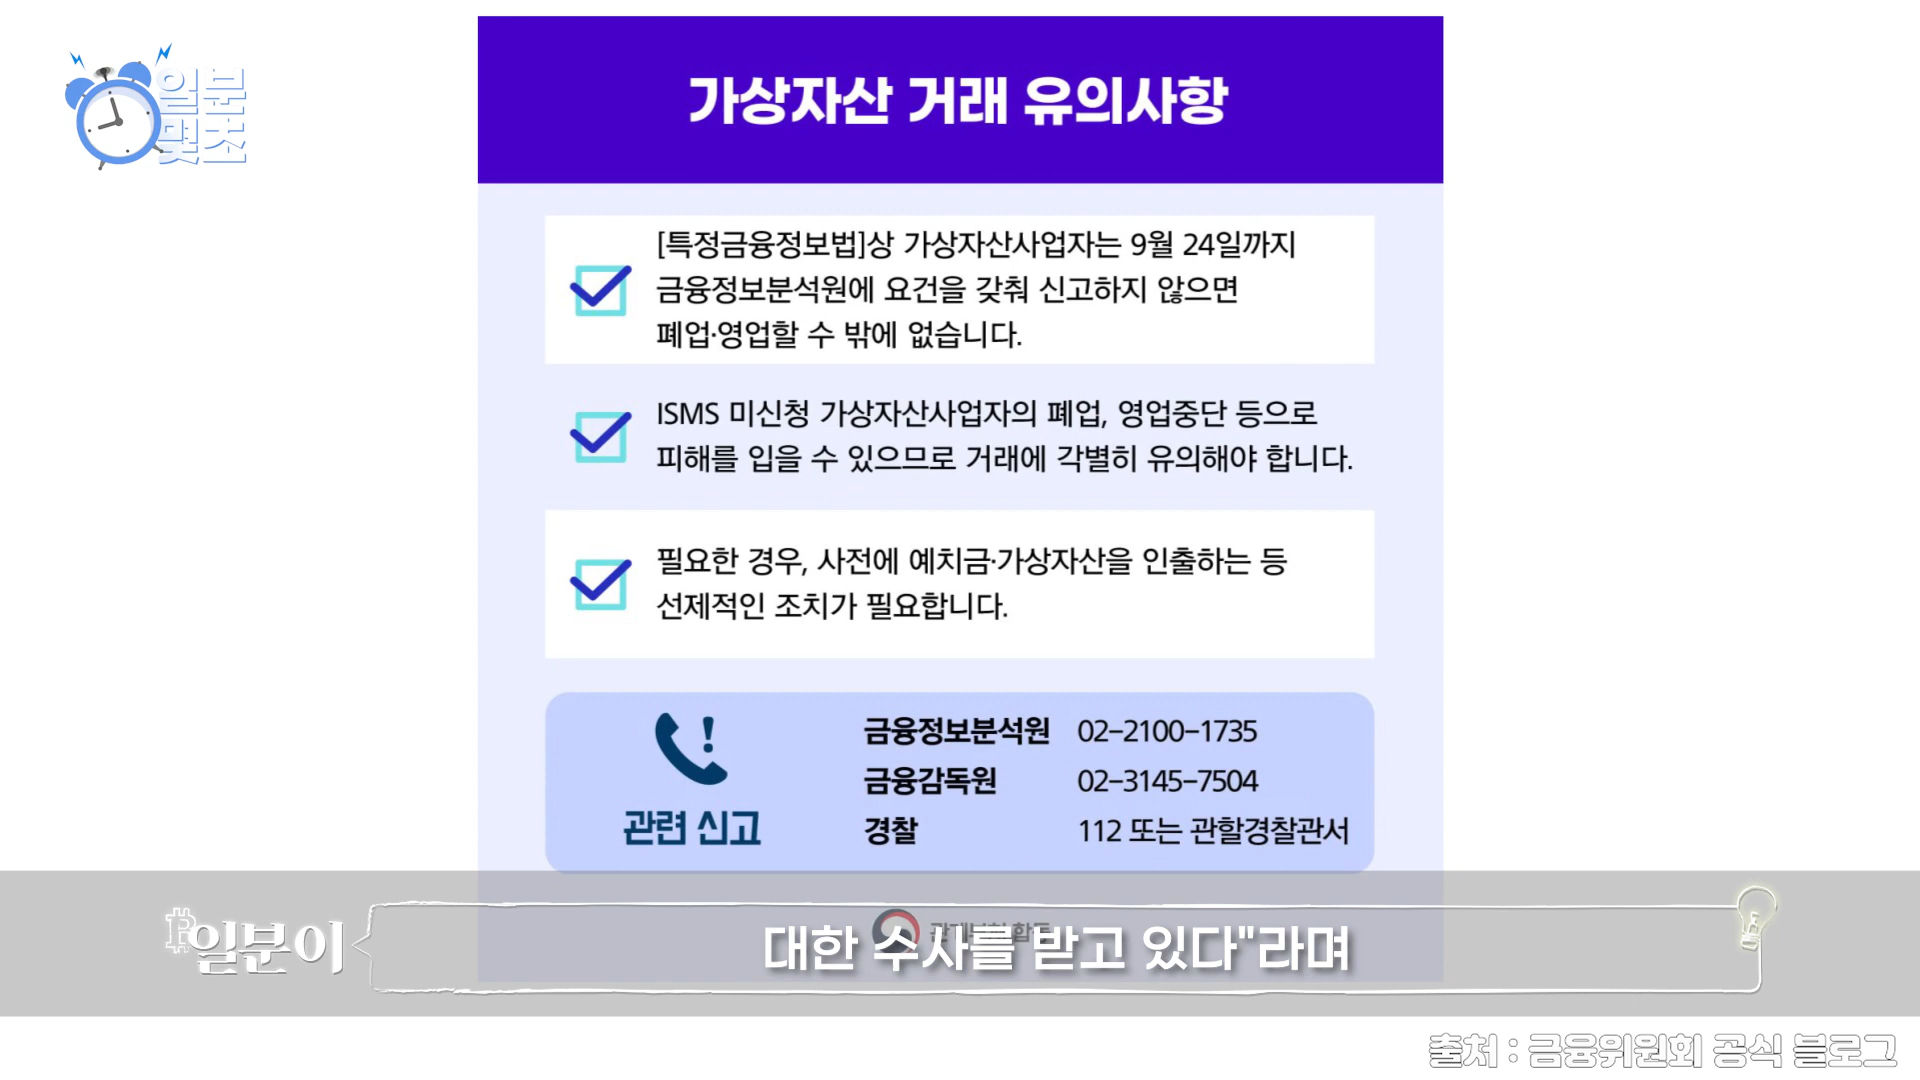 일분
몇초
가상자산 거래 유의사항
[특정금융정보법]상 가상자산사업자는 9월 24일까지
금융정보분석원에 요건을 갖춰 신고하지 않으면
폐업·영업할 수 밖에 없습니다.
ISMS 미신청 가상자산사업자의 폐업, 영업중단 등으로
피해를 입을 수 있으므로 거래에 각별히 유의해야 합니다.
필요한 경우, 사전에 예치금·가상자산을 인출하는 등
선제적인 조치가 필요합니다.
관련 신고
금융정보분석원 02-2100-1735
금융감독원 02-3145-7504
경찰 112 또는 관할경찰관서
일분이
대한 수사를 받고 있다"라며
출처 : 금융위원회 공식 블로그